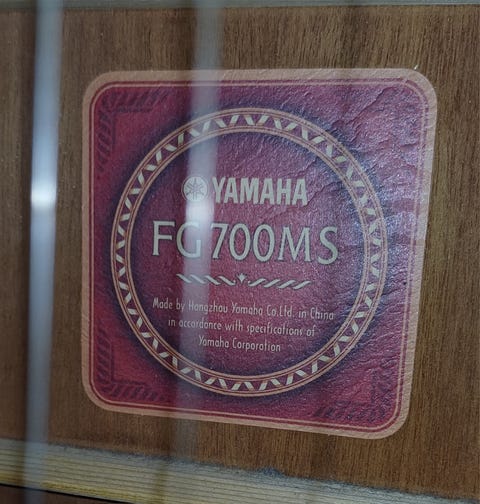 YAMAHA
FG700MS
Made by Hangzhou Yamaha Co.Ltd. in China
in accordance with specifications of
Yamaha Corporation